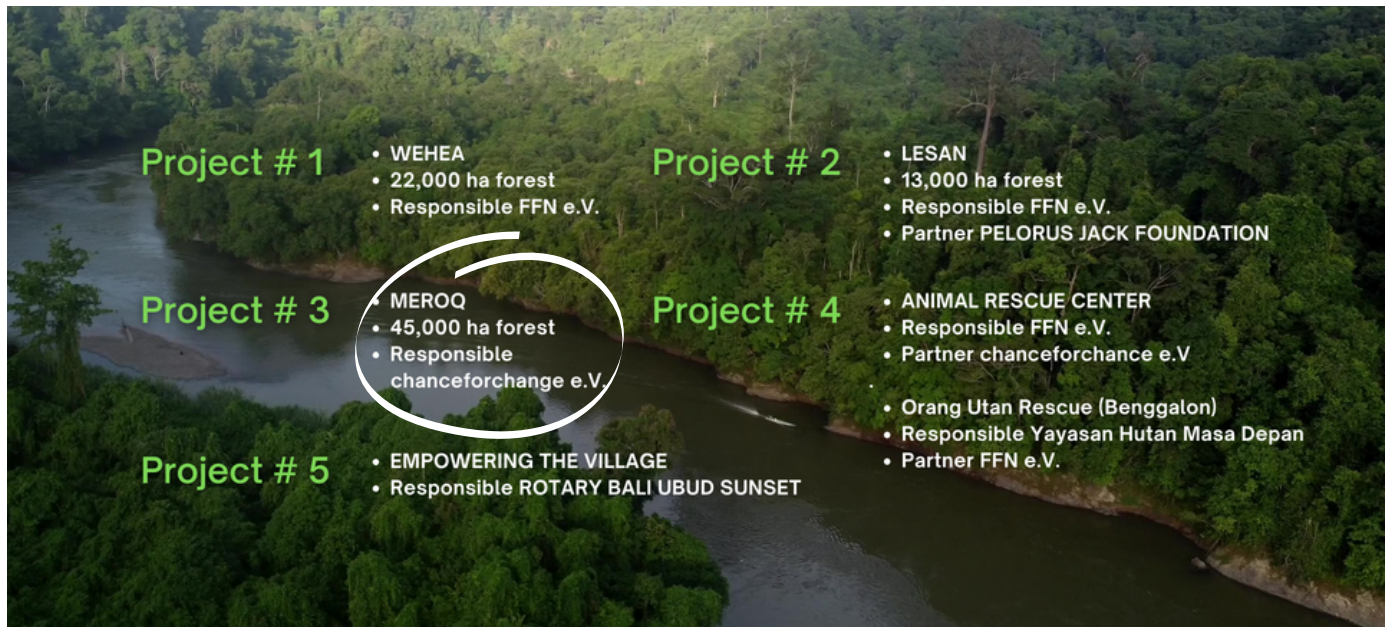 Project # 1
• WEHEA
• 22,000 ha forest
• Responsible FFN e.V.
Project # 2
• LESAN
• 13,000 ha forest
• Responsible FFN e.V.
• Partner PELORUS JACK FOUNDATION
Project # 3
• MEROQ
• 45,000 ha forest
• Responsible
chanceforchange e.V.
Project # 4
• ANIMAL RESCUE CENTER
• Responsible FFN e.V.
• Partner chanceforchance e.V
.
• Orang Utan Rescue (Benggalon)
• Responsible Yayasan Hutan Masa Depan
• Partner FFN e.V.
Project # 5
• EMPOWERING THE VILLAGE
• Responsible ROTARY BALI UBUD SUNSET